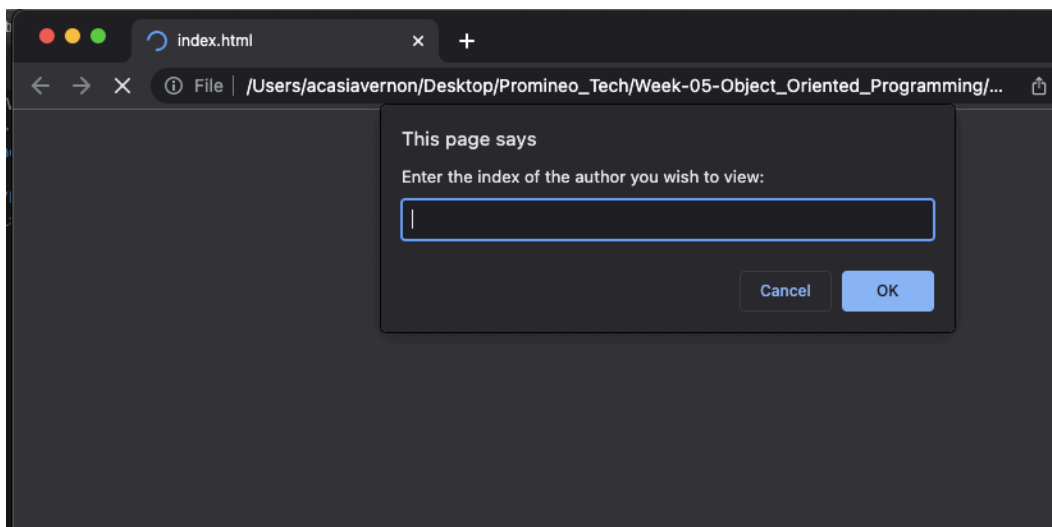 index.html
File /Users/acasiavernon/Desktop/Promineo_Tech/Week-05-Object_Oriented_Programming/...
This page says
Enter the index of the author you wish to view:
Cancel OK